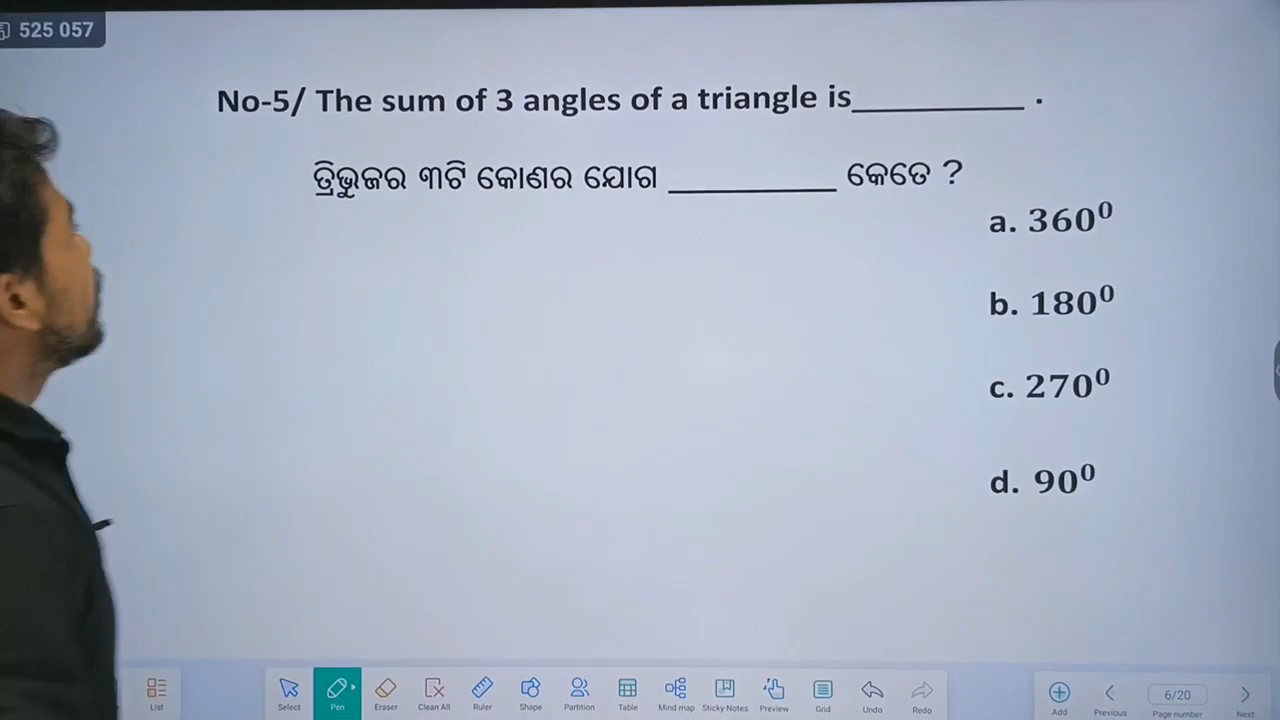 525 057
No-5/ The sum of 3 angles of a triangle is__________ .
ତ୍ରିଭୁଜର ୩ଟି କୋଣର ଯୋଗ __________ କେତେ ?
a. 360⁰
b. 180⁰
c. 270⁰
d. 90⁰
List Select Pen Eraser Clean All Ruler Shape Partition Table Mind map Sticky Notes Preview Grid Undo Redo Add Previous 6/20 Page number Next